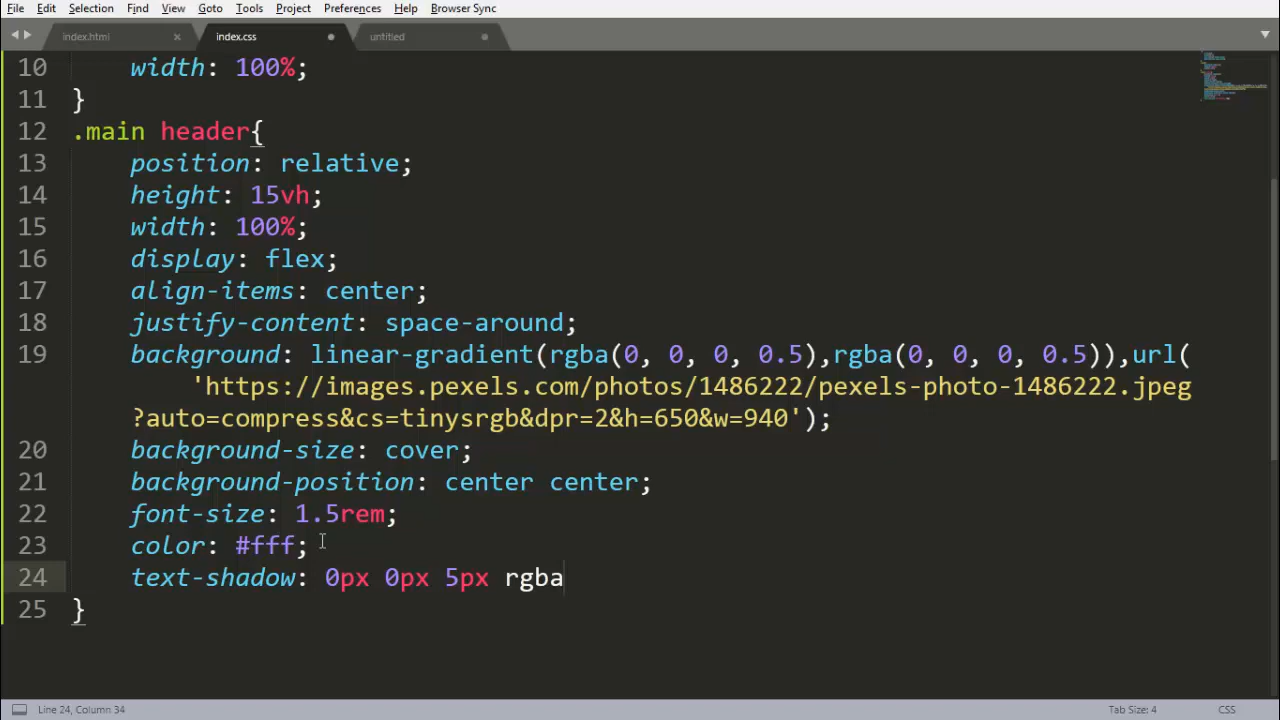 File Edit Selection Find View Goto Tools Project Preferences Help Browser Sync
index.html × index.css untitled
10 width: 100%;
11 }
12 .main header{
13 position: relative;
14 height: 15vh;
15 width: 100%;
16 display: flex;
17 align-items: center;
18 justify-content: space-around;
19 background: linear-gradient(rgba(0, 0, 0, 0.5),rgba(0, 0, 0, 0.5)),url(
'https://images.pexels.com/photos/1486222/pexels-photo-1486222.jpeg
?auto=compress&cs=tinysrgb&dpr=2&h=650&w=940');
20 background-size: cover;
21 background-position: center center;
22 font-size: 1.5rem;
23 color: #fff;
24 text-shadow: 0px 0px 5px rgba
25 }
Line 24, Column 34 Tab Size: 4 CSS